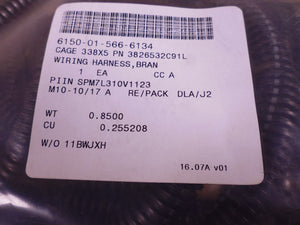 6150-01-566-6134
CAGE 338X5 PN 3826532C91L
WIRING HARNESS,BRAN
1 EA CC A
PIIN SPM7L310V1123
M10-10/17 A RE/PACK DLA/J2
WT 0.8500
CU 0.255208
W/O 11BWJXH
16.07A v01